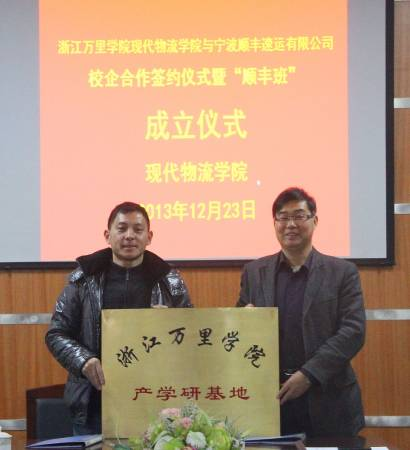 浙江万里学院现代物流学院与宁波顺丰速运有限公司
校企合作签约仪式暨“顺丰班”
成立仪式
现代物流学院
2013年12月23日
浙江万里学院
产学研基地